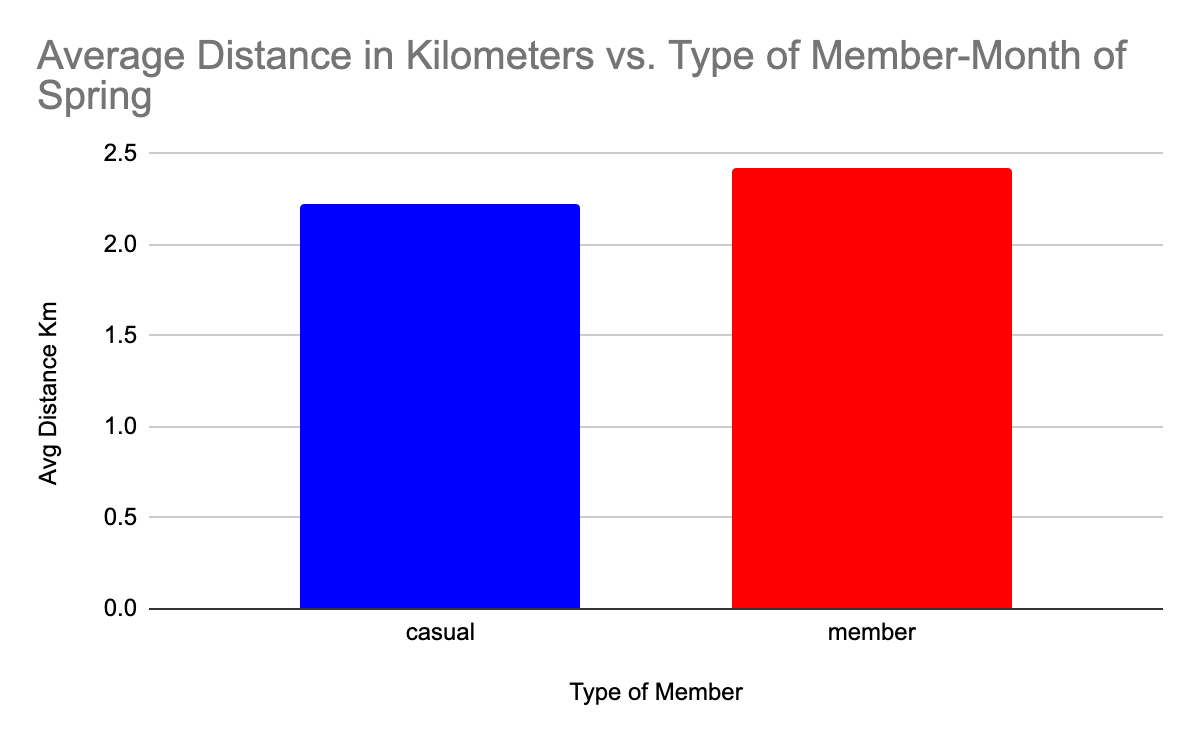 Average Distance in Kilometers vs. Type of Member-Month of
Spring
2.5
2.0
1.5
1.0
0.5
0.0
Avg Distance Km
casual
member
Type of Member